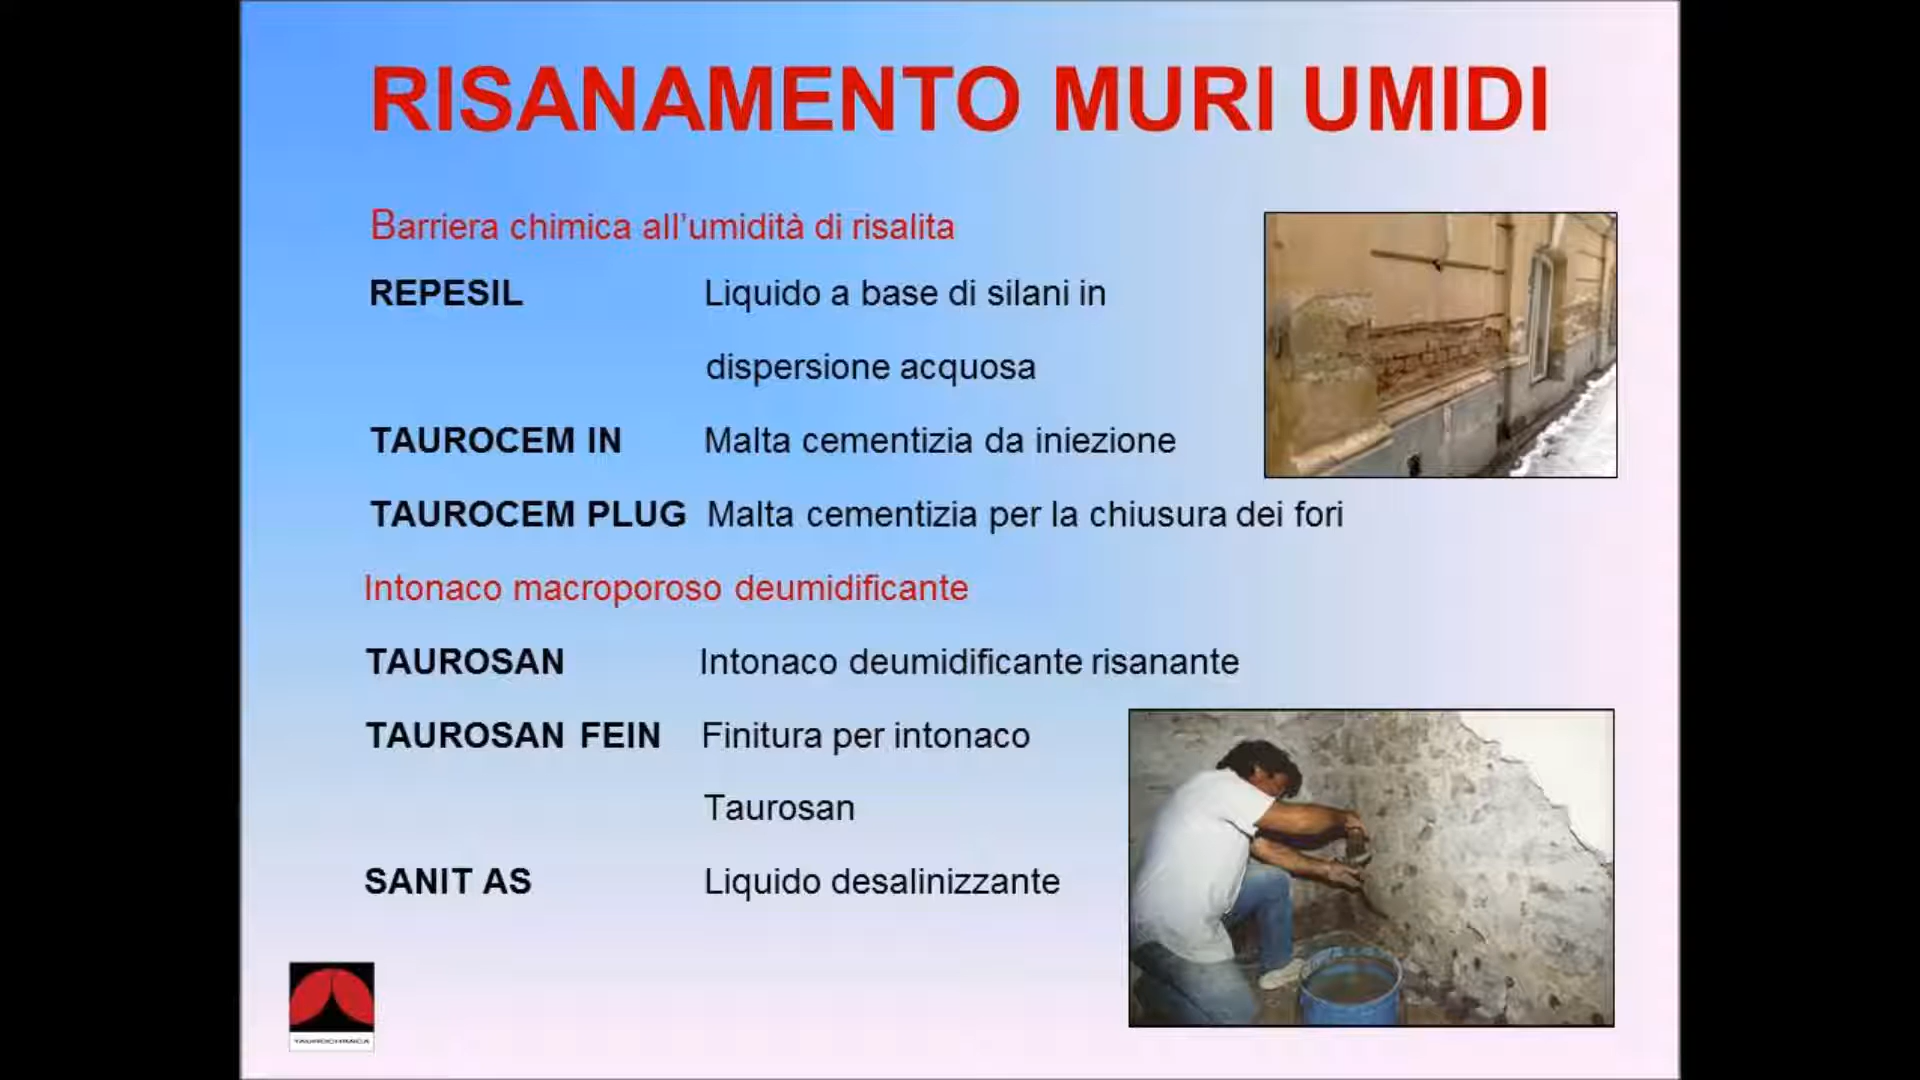 RISANAMENTO MURI UMIDI
Barriera chimica all'umidità di risalita
REPESIL Liquido a base di silani in
dispersione acquosa
TAUROCEM IN Malta cementizia da iniezione
TAUROCEM PLUG Malta cementizia per la chiusura dei fori
Intonaco macroporoso deumidificante
TAUROSAN Intonaco deumidificante risanante
TAUROSAN FEIN Finitura per intonaco
Taurosan
SANIT AS Liquido desalinizzante
TAUROCHIMICA